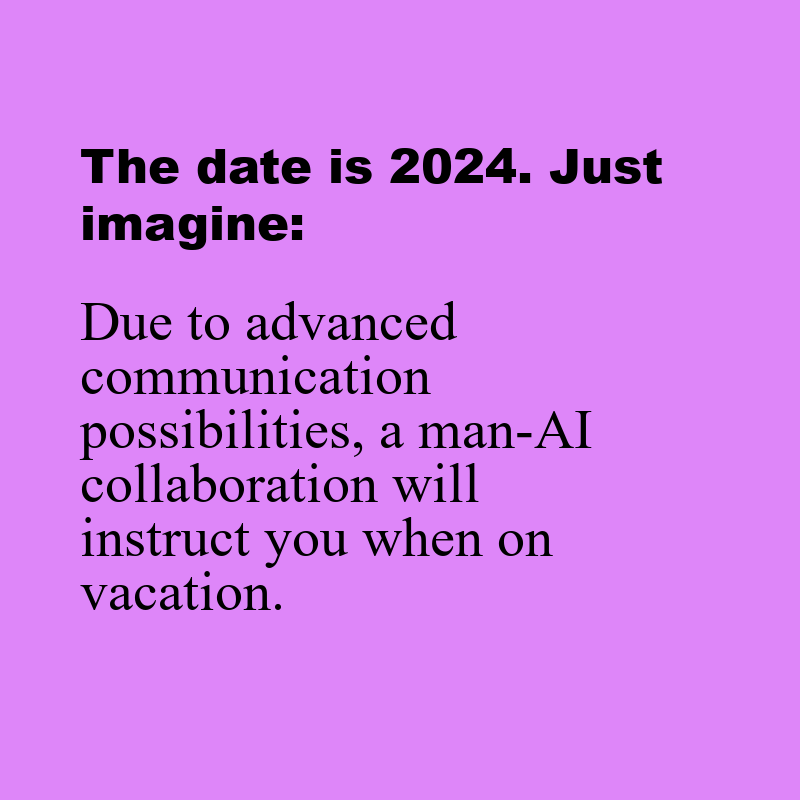 The date is 2024. Just
imagine:
Due to advanced
communication
possibilities, a man-AI
collaboration will
instruct you when on
vacation.